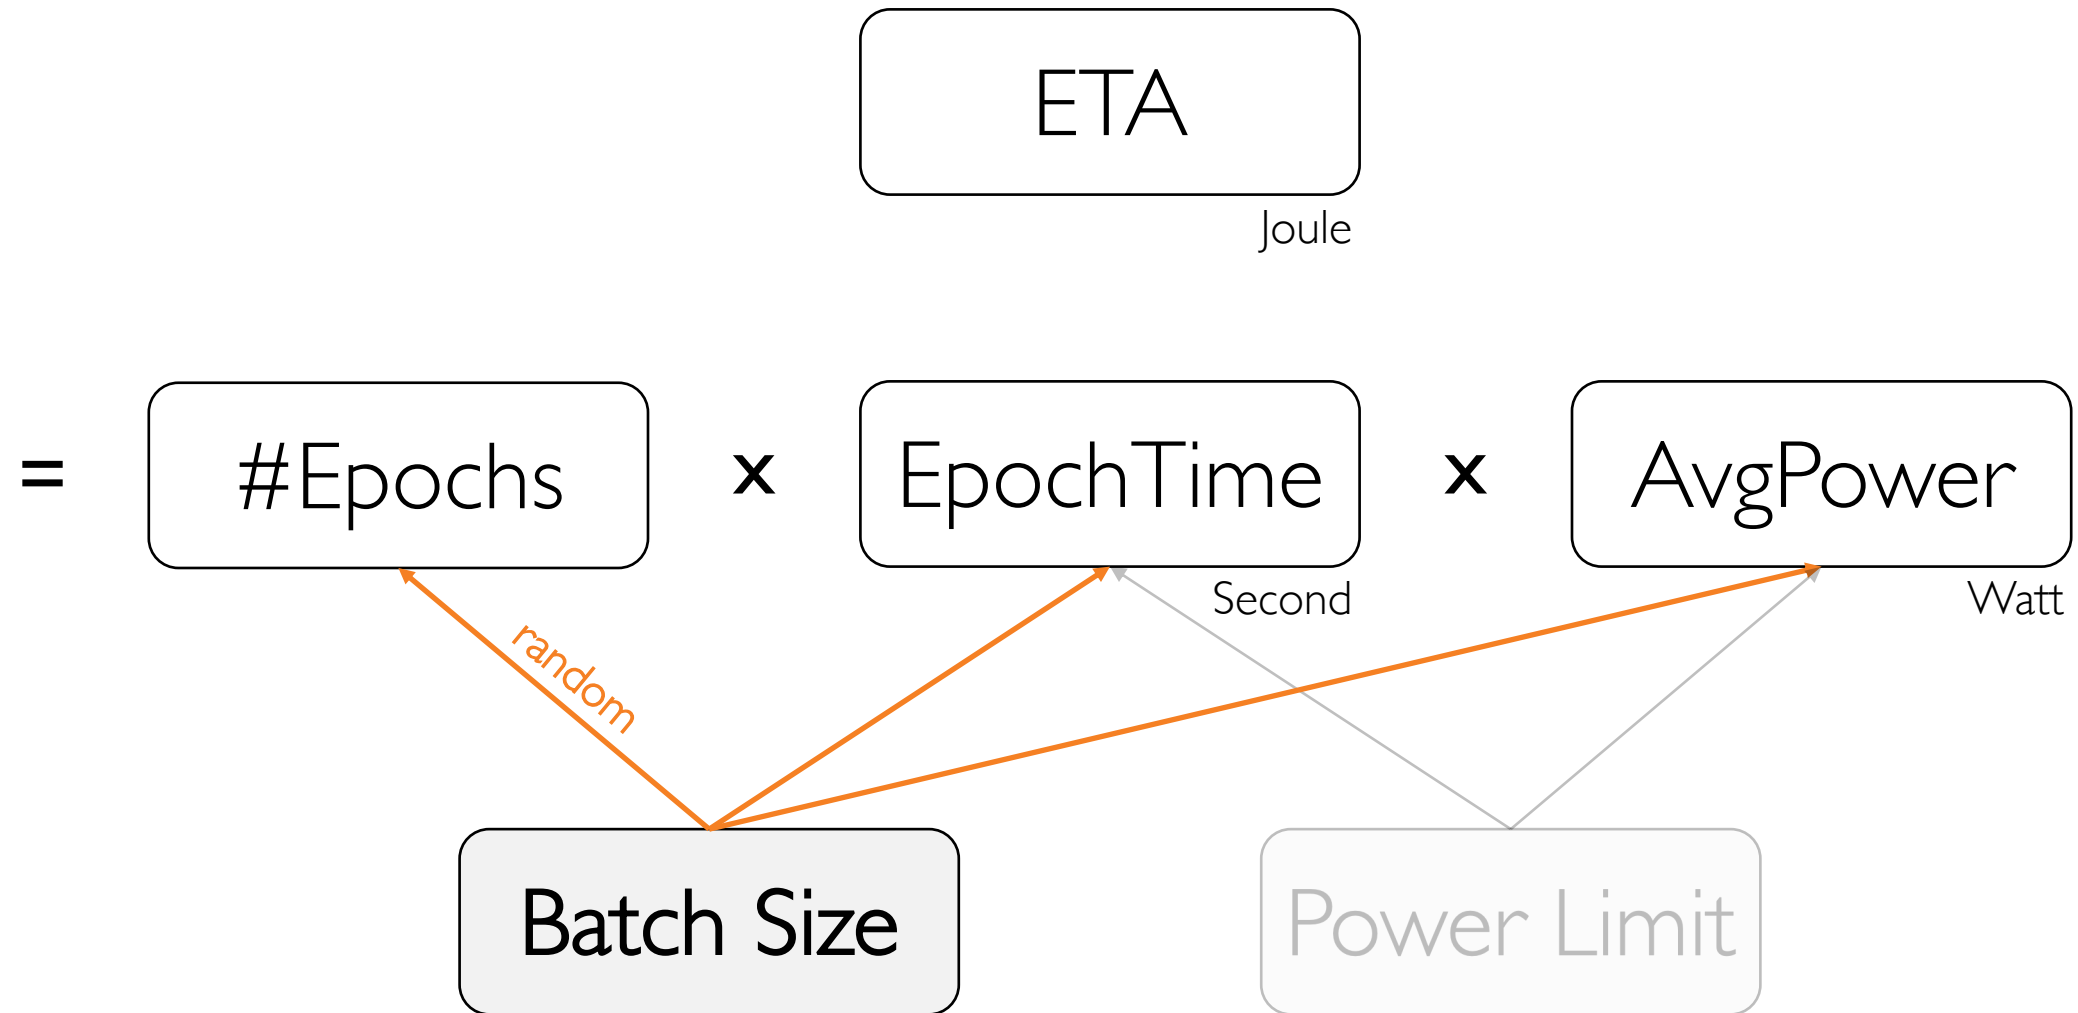 ETA
Joule
= #Epochs x EpochTime x AvgPower
Second
Watt
random
Batch Size
Power Limit